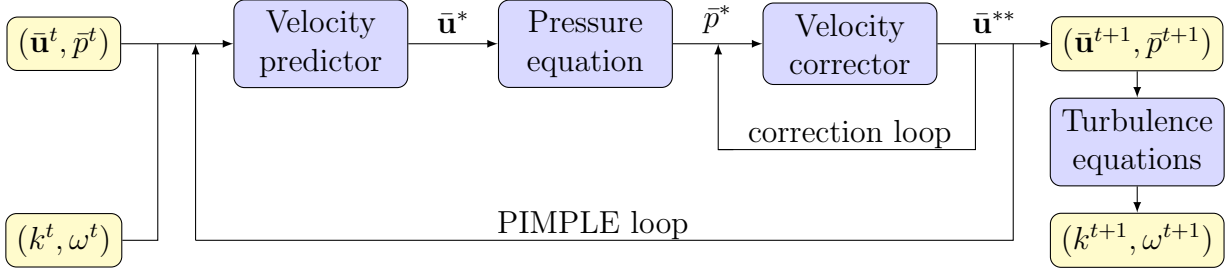 (ū^t, p̄^t)
Velocity
predictor
ū^*
Pressure
equation
p̄^*
Velocity
corrector
ū^{**}
(ū^{t+1}, p̄^{t+1})
correction loop
Turbulence
equations
(k^t, ω^t)
PIMPLE loop
(k^{t+1}, ω^{t+1})